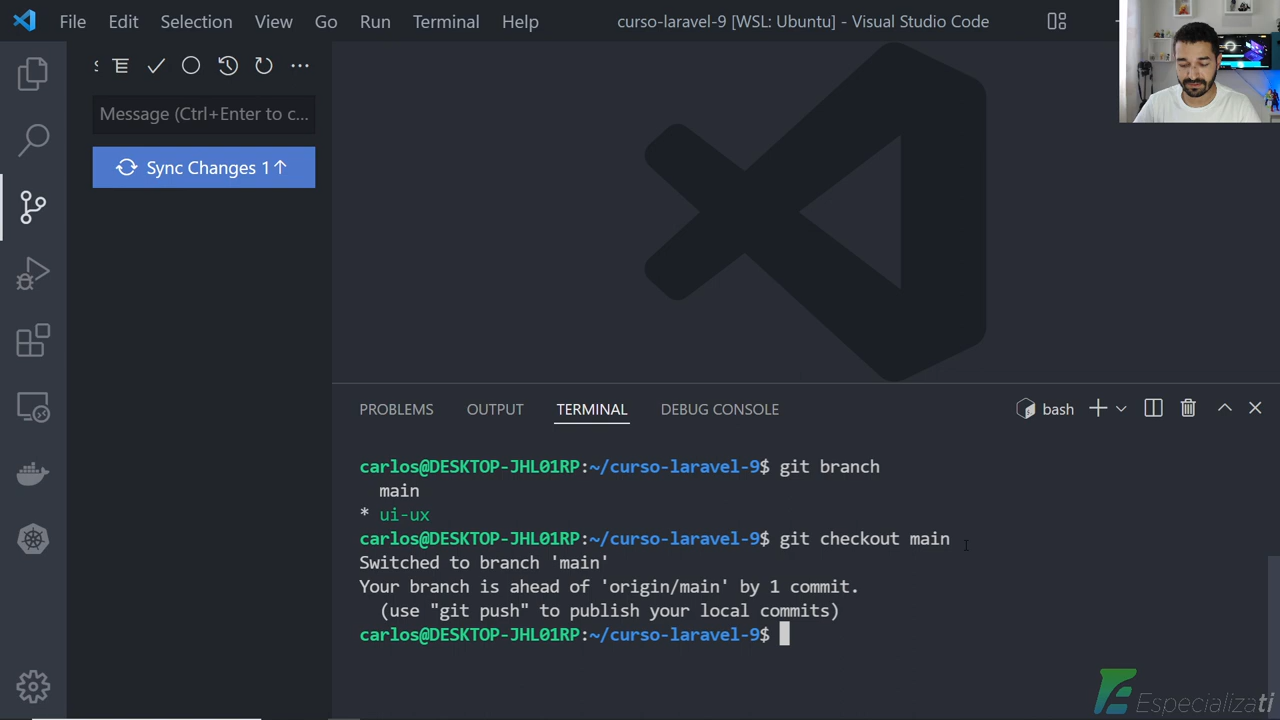 File Edit Selection View Go Run Terminal Help curso-laravel-9 [WSL: Ubuntu] - Visual Studio Code
Message (Ctrl+Enter to c...
Sync Changes 1↑
PROBLEMS OUTPUT TERMINAL DEBUG CONSOLE bash
carlos@DESKTOP-JHL01RP:~/curso-laravel-9$ git branch
main
* ui-ux
carlos@DESKTOP-JHL01RP:~/curso-laravel-9$ git checkout main
Switched to branch 'main'
Your branch is ahead of 'origin/main' by 1 commit.
(use "git push" to publish your local commits)
carlos@DESKTOP-JHL01RP:~/curso-laravel-9$
Especializati